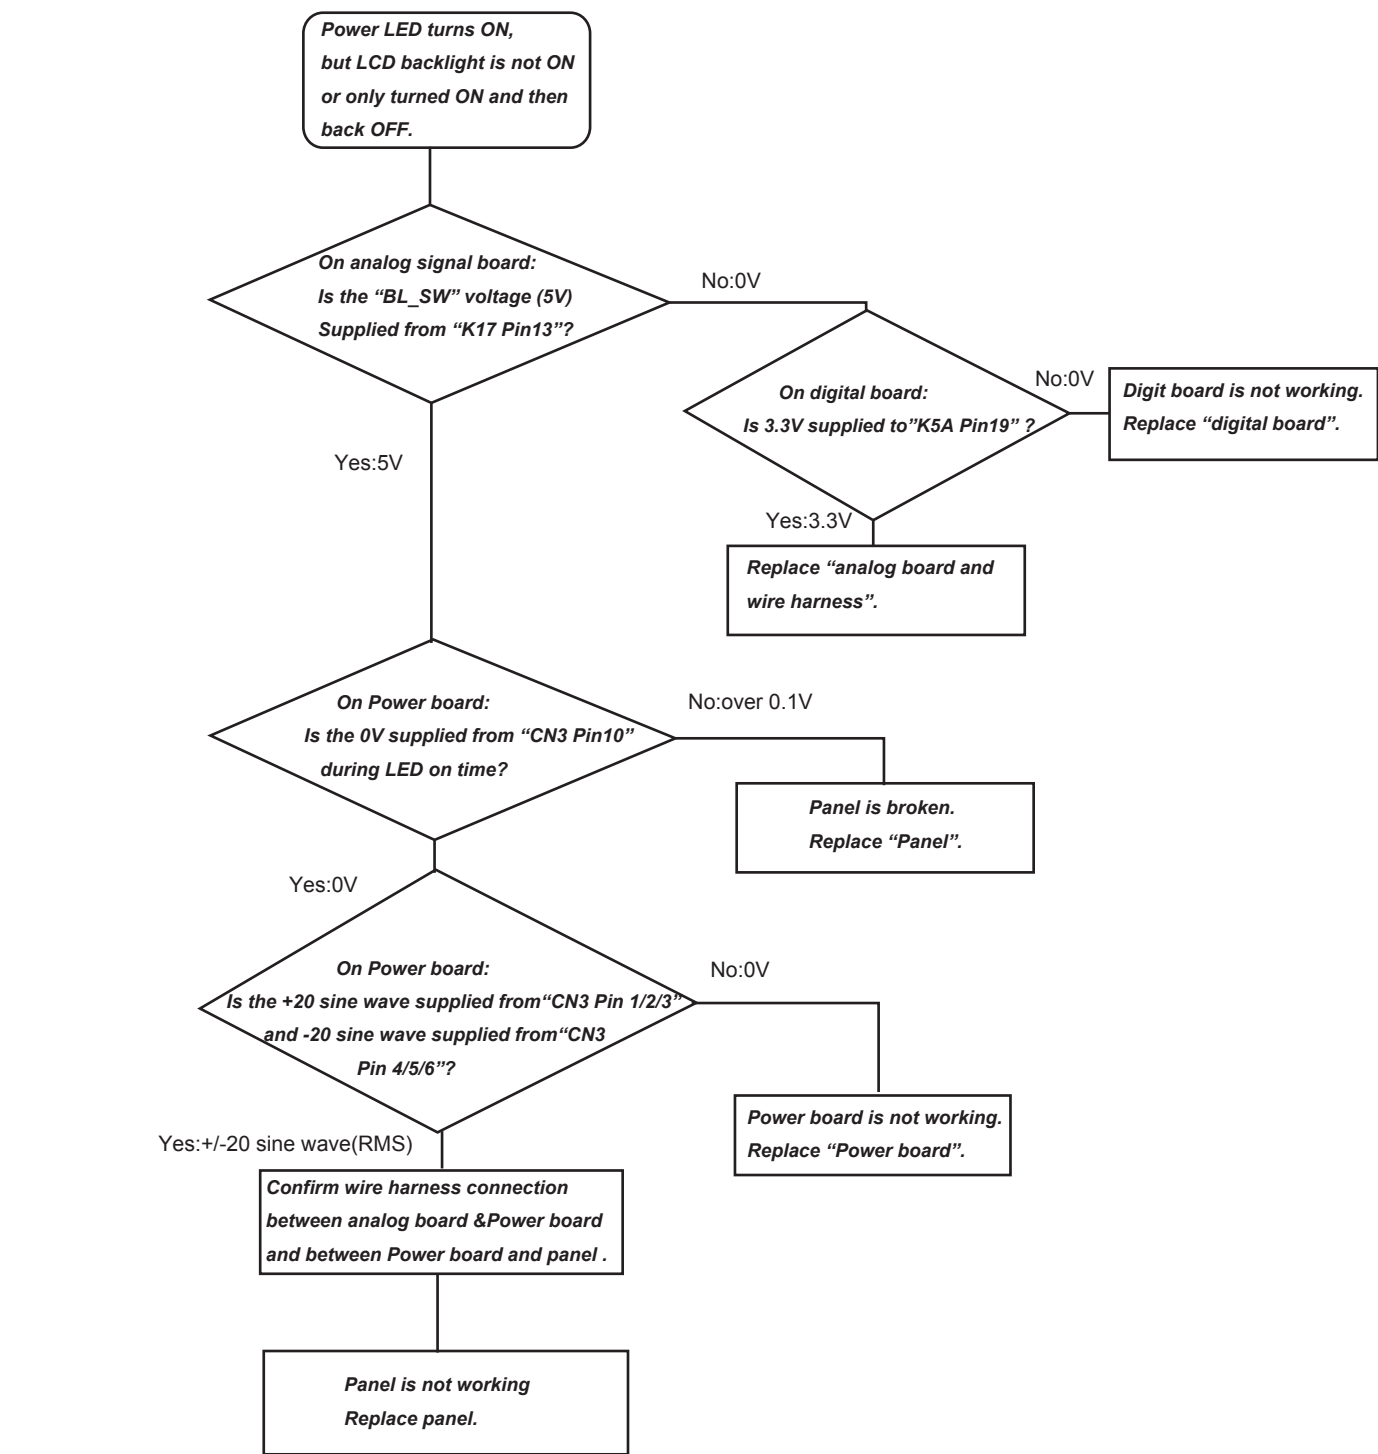 Power LED turns ON,
but LCD backlight is not ON
or only turned ON and then
back OFF.
On analog signal board:
Is the “BL_SW” voltage (5V)
Supplied from “K17 Pin13”?
No:0V
On digital board:
Is 3.3V supplied to”K5A Pin19” ?
No:0V
Digit board is not working.
Replace “digital board”.
Yes:5V
Yes:3.3V
Replace “analog board and
wire harness”.
On Power board:
Is the 0V supplied from “CN3 Pin10”
during LED on time?
No:over 0.1V
Panel is broken.
Replace “Panel”.
Yes:0V
On Power board:
Is the +20 sine wave supplied from“CN3 Pin 1/2/3”
and -20 sine wave supplied from“CN3
Pin 4/5/6”?
No:0V
Power board is not working.
Replace “Power board”.
Yes:+/-20 sine wave(RMS)
Confirm wire harness connection
between analog board &Power board
and between Power board and panel .
Panel is not working
Replace panel.